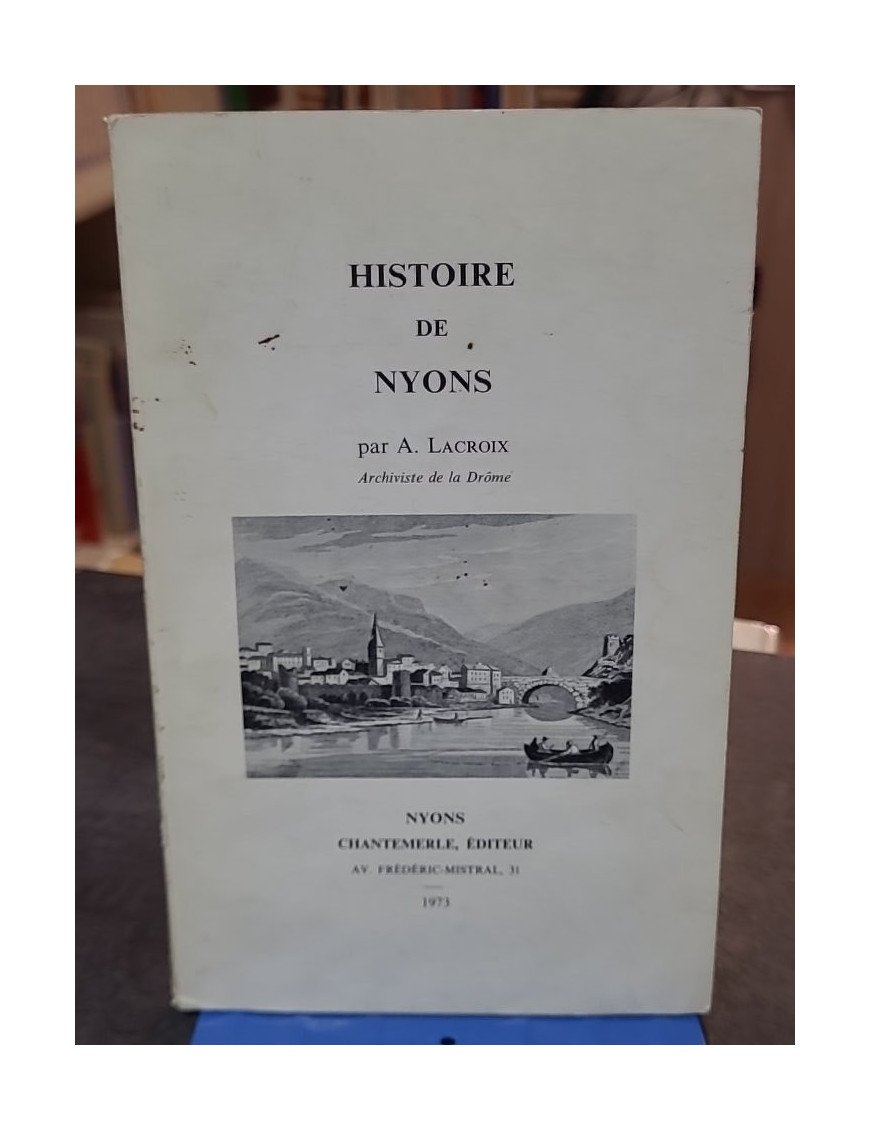 HISTOIRE
DE
NYONS
par A. LACROIX
Archiviste de la Drôme
NYONS
CHANTEMERLE, ÉDITEUR
AV. FRÉDÉRIC-MISTRAL, 31
1973